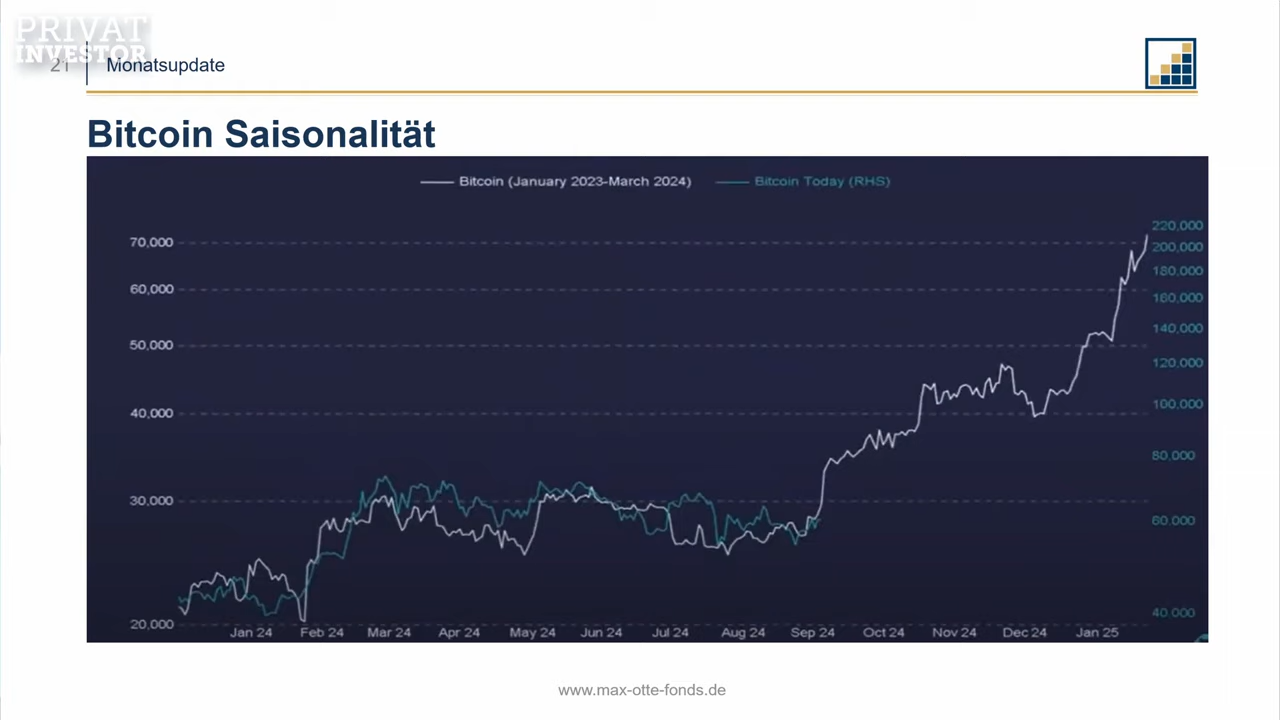 PRIVAT
INVESTOR
21
Monatsupdate
Bitcoin Saisonalität
Bitcoin (January 2023-March 2024) Bitcoin Today (RHS)
70,000
60,000
50,000
40,000
30,000
20,000
220,000
200,000
180,000
160,000
140,000
120,000
100,000
80,000
60.000
40.000
Jan 24 Feb 24 Mar 24 Apr 24 May 24 Jun 24 Jul 24 Aug 24 Sep 24 Oct 24 Nov 24 Dec 24 Jan 25
www.max-otte-fonds.de